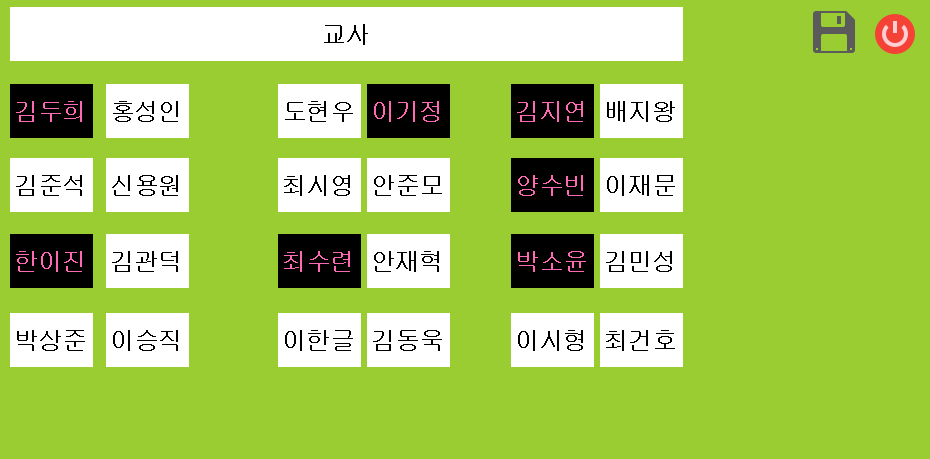 교사
김두희 홍성인 도현우 이기정 김지연 배지왕
김준석 신용원 최시영 안준모 양수빈 이재문
한이진 김관덕 최수련 안재혁 박소윤 김민성
박상준 이승직 이한글 김동욱 이시형 최건호